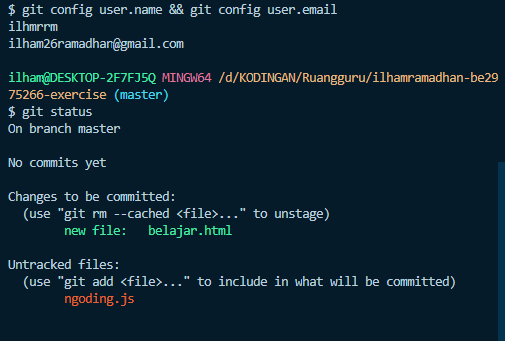 $ git config user.name && git config user.email
ilhmrrm
ilham26ramadhan@gmail.com
ilham@DESKTOP-2F7FJ5Q MINGW64 /d/KODINGAN/Ruangguru/ilhamramadhan-be29
75266-exercise (master)
$ git status
On branch master
No commits yet
Changes to be committed:
(use "git rm --cached <file>..." to unstage)
new file: belajar.html
Untracked files:
(use "git add <file>..." to include in what will be committed)
ngoding.js